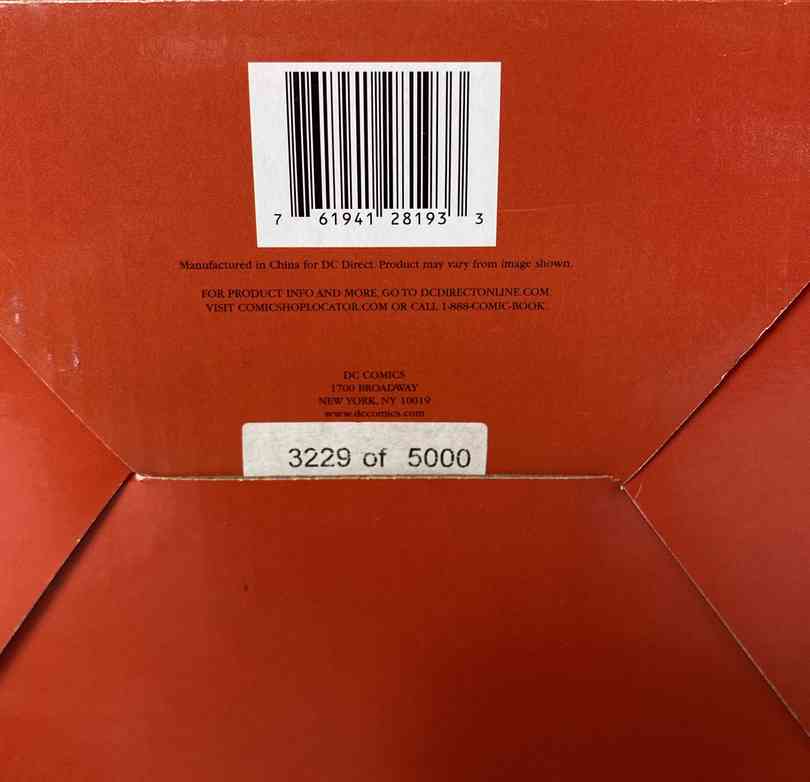 7 61941 28193 3
Manufactured in China for DC Direct. Product may vary from image shown.
FOR PRODUCT INFO AND MORE, GO TO DCDIRECTONLINE.COM.
VISIT COMICSHOPLOCATOR.COM OR CALL 1-888-COMIC-BOOK.
DC COMICS
1700 BROADWAY
NEW YORK, NY 10019
www.dccomics.com
3229 of 5000